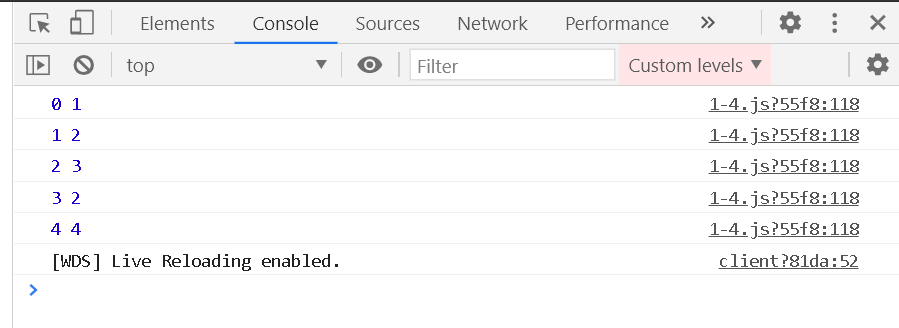 Elements Console Sources Network Performance »
top ▼ Filter Custom levels ▼
0 1 1-4.js?55f8:118
1 2 1-4.js?55f8:118
2 3 1-4.js?55f8:118
3 2 1-4.js?55f8:118
4 4 1-4.js?55f8:118
[WDS] Live Reloading enabled. client?81da:52
>